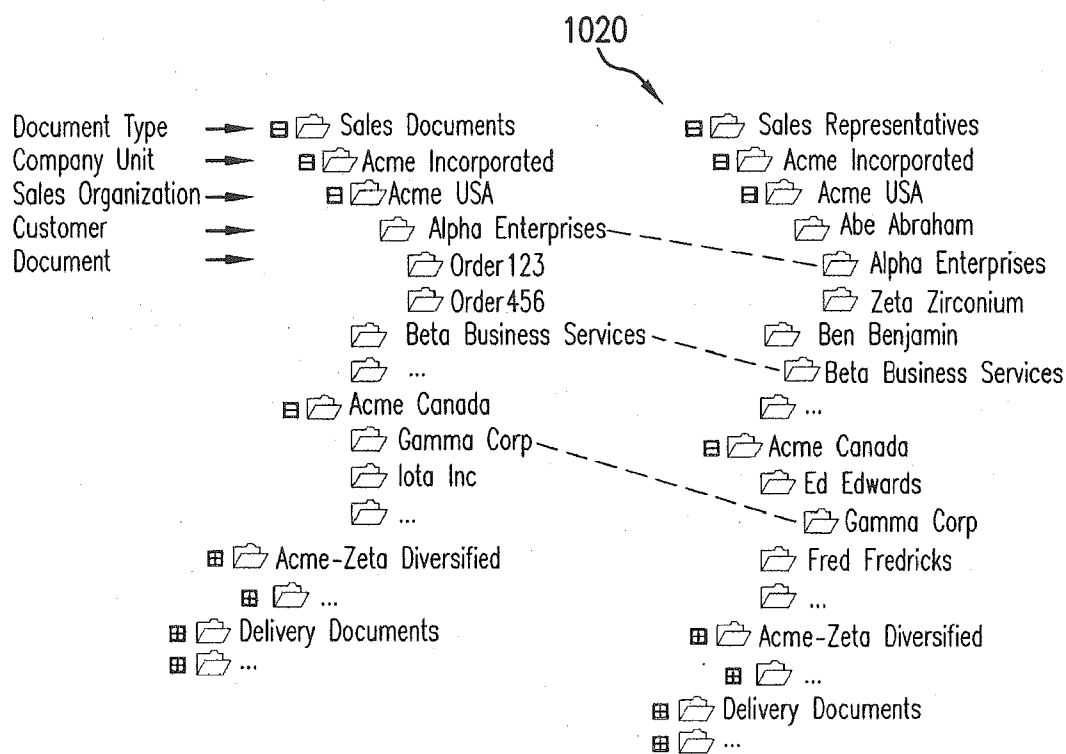 1020
Document Type
Company Unit
Sales Organization
Customer
Document
Sales Documents
Acme Incorporated
Acme USA
Alpha Enterprises
Order123
Order456
Beta Business Services
...
Acme Canada
Gamma Corp
Iota Inc
...
Acme-Zeta Diversified
...
Delivery Documents
...
Sales Representatives
Acme Incorporated
Acme USA
Abe Abraham
Alpha Enterprises
Zeta Zirconium
Ben Benjamin
Beta Business Services
...
Acme Canada
Ed Edwards
Gamma Corp
Fred Fredricks
...
Acme-Zeta Diversified
...
Delivery Documents
...